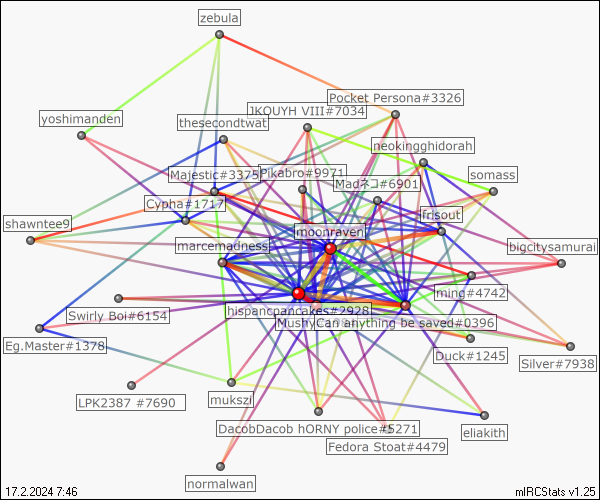 zebula
Pocket Persona#3326
JKOUYH VIII#7034
yoshimanden
thesecondtwat
neokingghidorah
Majestic#3375
Pikabro#9971
somass
Madネコ#6901
Cypha#1717
frisout
shawntee9
moonraven
marcemadness
bigcitysamurai
mind#4742
hispancpancakes#2928
Swirly Boi#6154
MushyCan anything be saved#0396
Eg.Master#1378
Duck#1245
Silver#7938
LPK2387 #7690
mukszi
DacobDacob hORNY police#5271
eliakith
Fedora Stoat#4479
normalwan
17.2.2024 7:46
mIRCStats v1.25